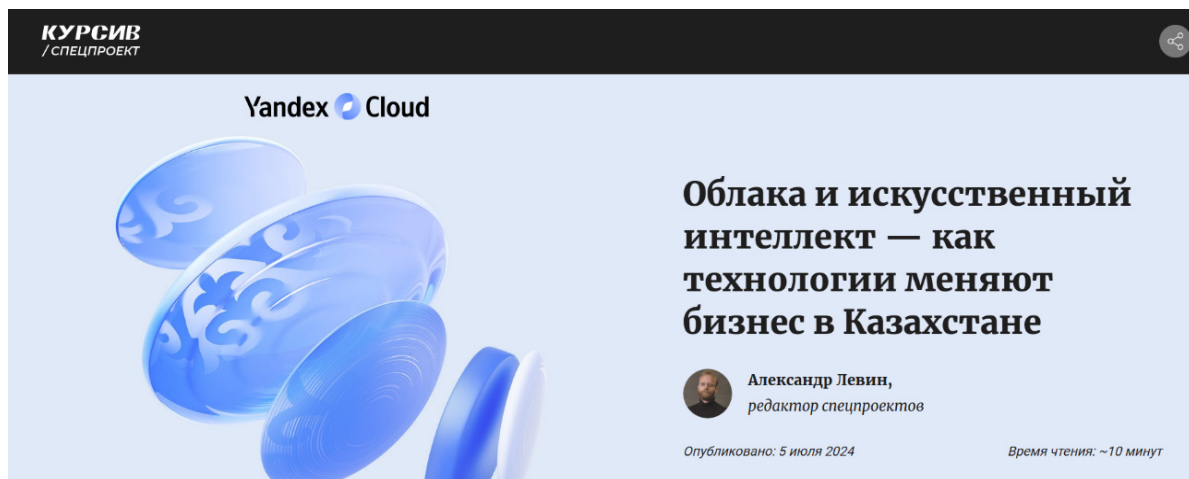 КУРСИВ
/СПЕЦПРОЕКТ
Yandex Cloud
Облака и искусственный
интеллект — как
технологии меняют
бизнес в Казахстане
Александр Левин,
редактор спецпроектов
Опубликовано: 5 июля 2024
Время чтения: ~10 минут